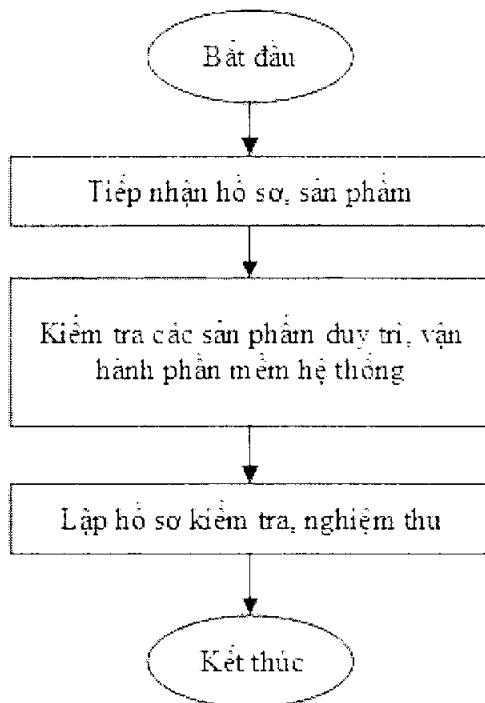 Bắt đầu
Tiếp nhận hồ sơ, sản phẩm
Kiểm tra các sản phẩm duy trì, vận
hành phần mềm hệ thống
Lập hồ sơ kiểm tra, nghiệm thu
Kết thúc